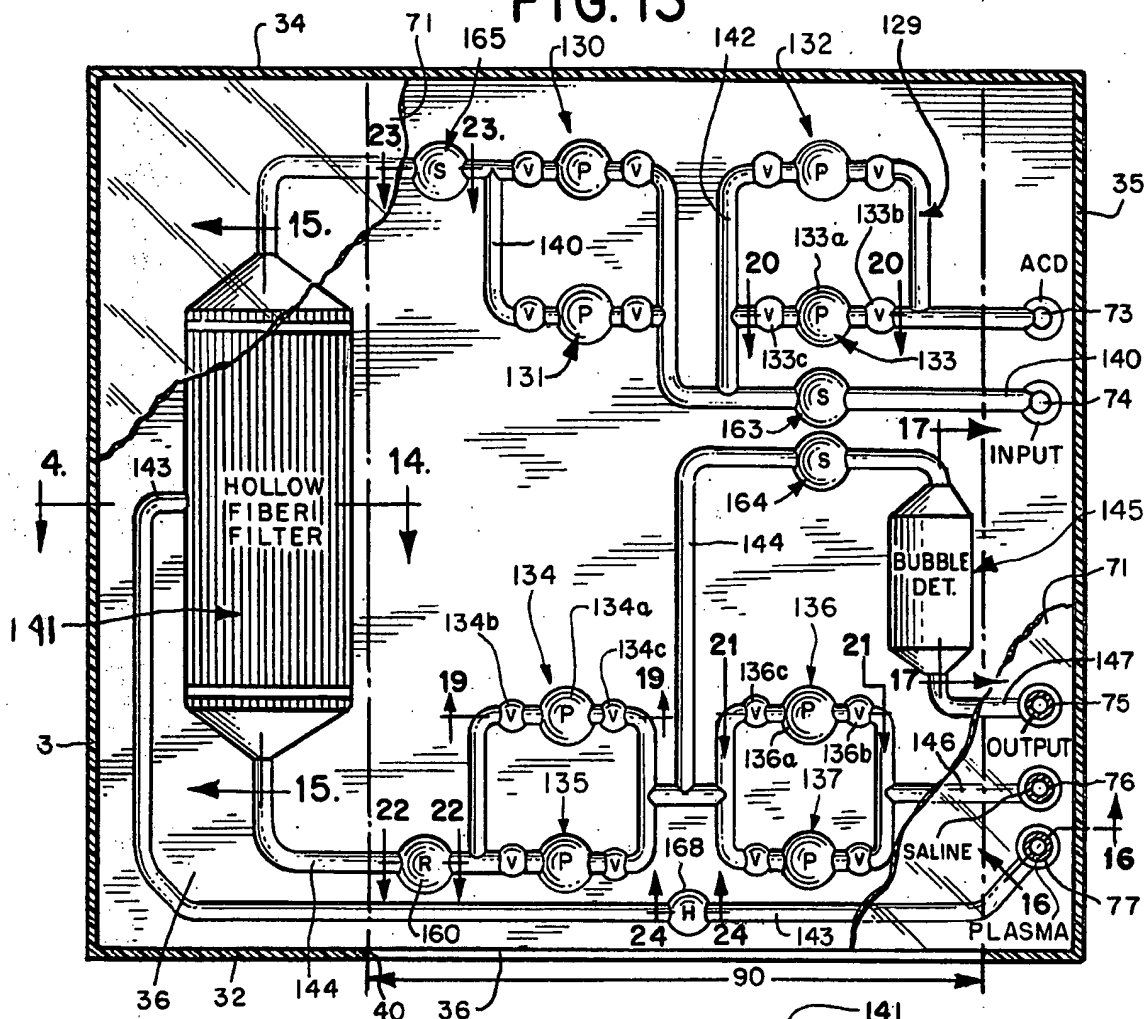 FIG. 13
34 71 165 130 142 132 129
23 23.
S V P V V P V
35
15. 140 133a 133b
20 20 ACD
V P V V P V 73
131 133c 133 140
S 74
163 17 INPUT
4. 143 14. S
HOLLOW
FIBER
FILTER
164 145
144 BUBBLE
DET.
71
134 134a 136
141 134b 134c 21 21
147
19 19 136c 17
V P V V P V 75
3 136a 136b OUTPUT
146
15. 135 137 76
22 22
R V P V 168 V P V SALINE
16
H 16 77
36 160 24 24 143 PLASMA
144 90
36 32 40 36
141